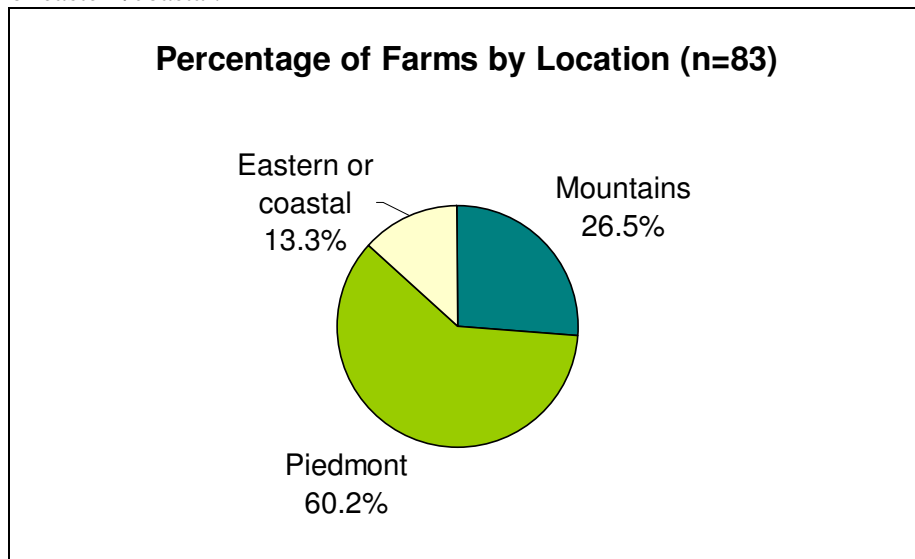 Percentage of Farms by Location (n=83)
Eastern or
coastal
13.3%
Mountains
26.5%
Piedmont
60.2%